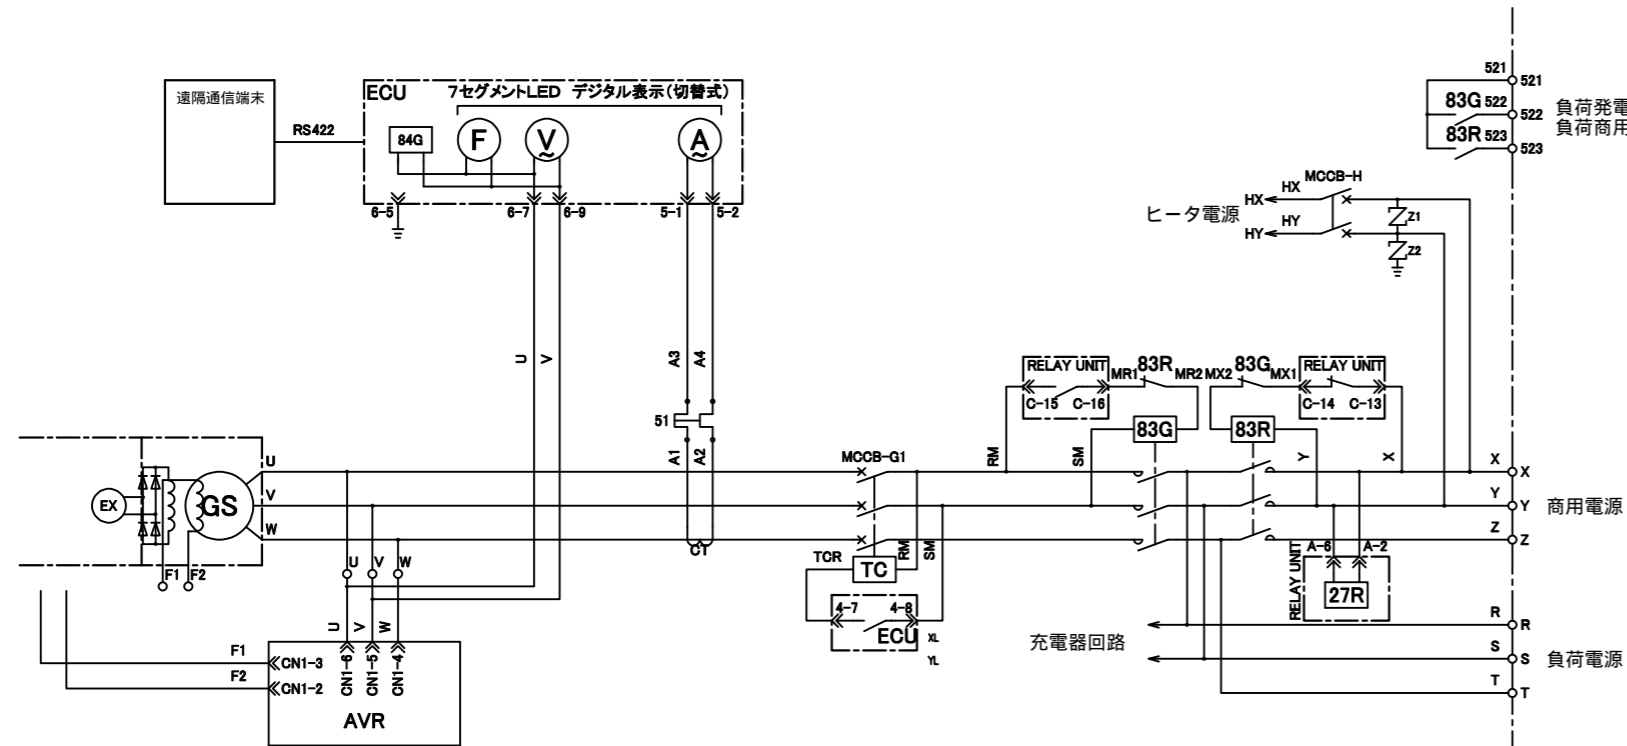 遠隔通信端末
RS422
ECU
7セグメントLED デジタル表示(切替式)
84G
F
V
A
6-5
6-7
6-9
5-1
5-2
521
521
83G
522
522
83R
523
523
負荷発電
負荷商用
MCCB-H
HX
HX
HY
HY
ヒータ電源
Z1
Z2
U
V
A3
A4
51
A1
A2
CT
RELAY UNIT
C-15
C-16
MR1
83R
MR2
MX2
83G
MX1
RELAY UNIT
C-14
C-13
83G
83R
RM
SM
Y
X
MCCB-G1
EX
GS
U
V
W
F1
F2
U
V
W
TCR
TC
RM
SM
4-7
4-8
ECU
XL
YL
X
X
Y
Y
Z
Z
商用電源
A-6
A-2
27R
RELAY UNIT
充電器回路
R
R
S
S
T
T
負荷電源
U
V
W
F1
F2
CN1-3
CN1-2
CN1-6
CN1-5
CN1-4
AVR